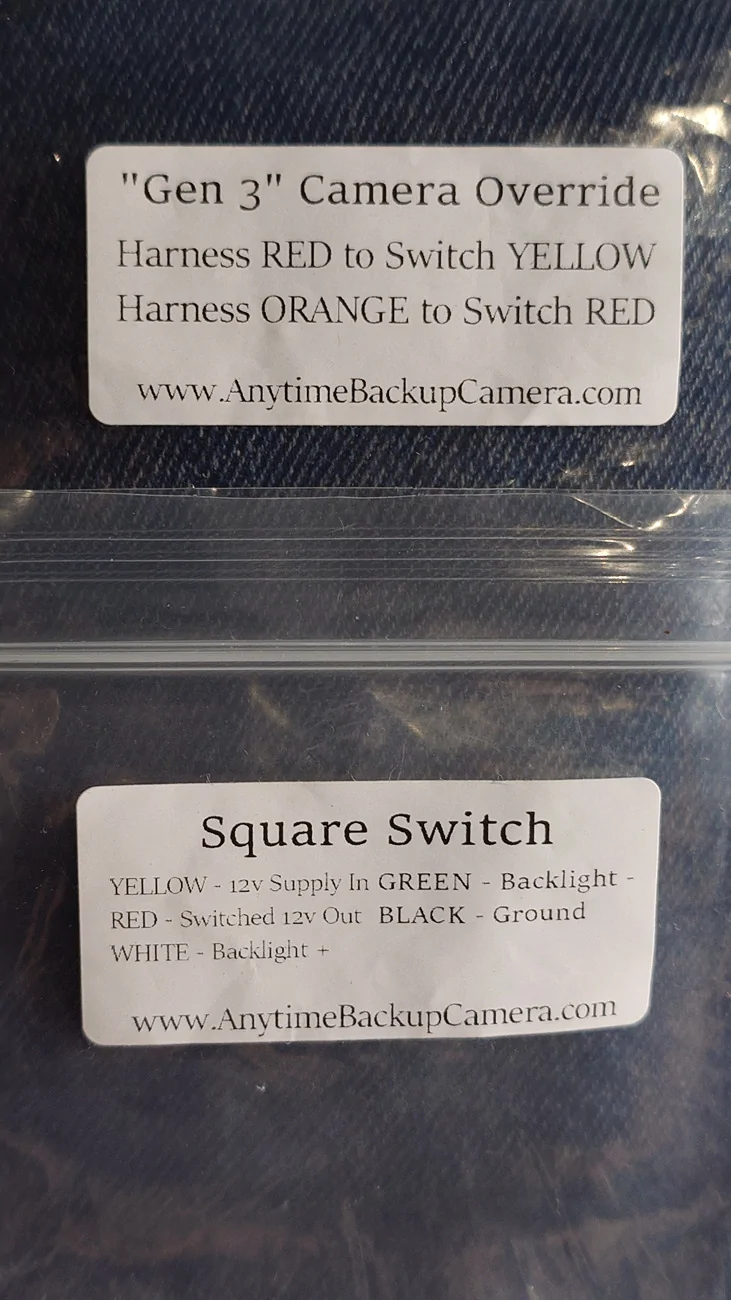 "Gen 3" Camera Override
Harness RED to Switch YELLOW
Harness ORANGE to Switch RED
www.AnytimeBackupCamera.com
Square Switch
YELLOW - 12v Supply In GREEN - Backlight -
RED - Switched 12v Out BLACK - Ground
WHITE - Backlight +
www.AnytimeBackupCamera.com